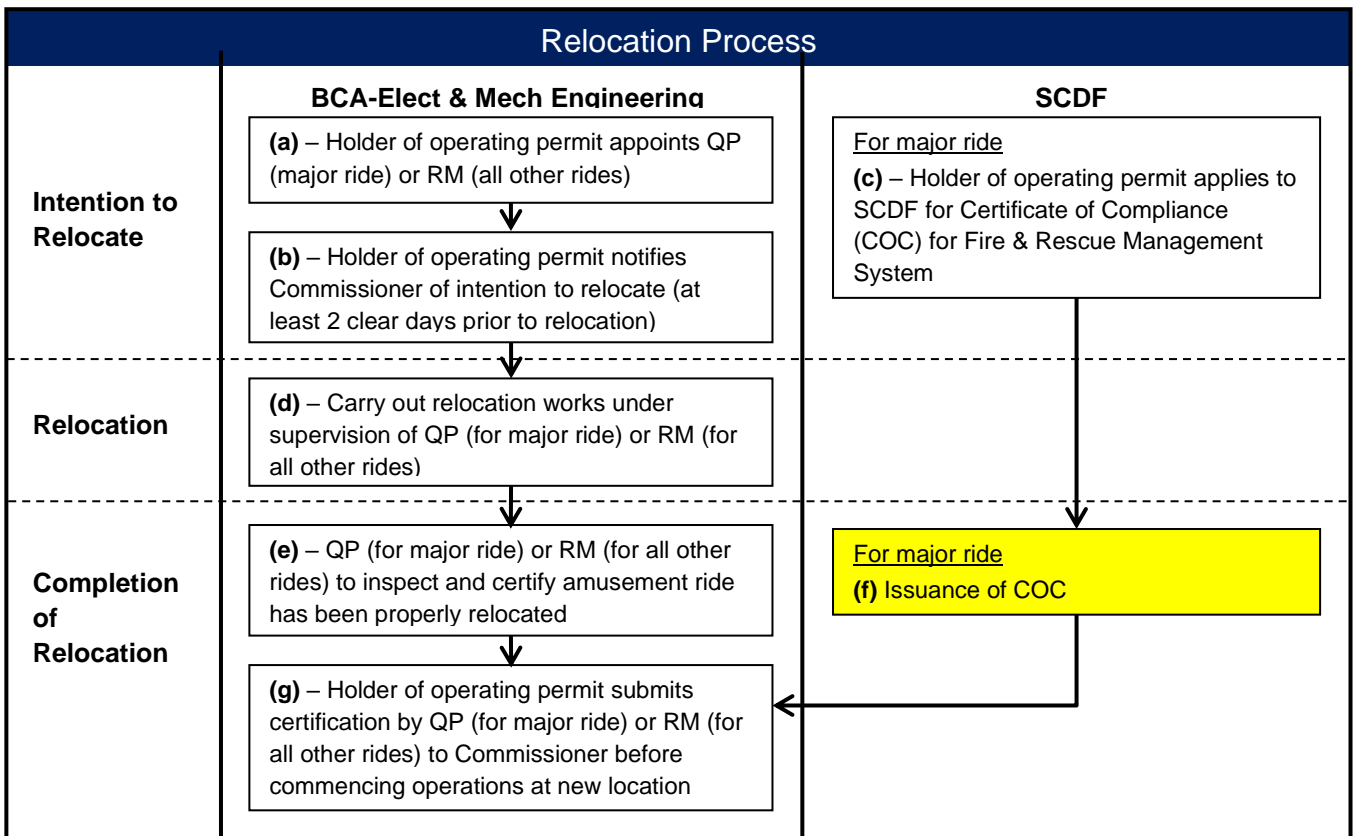 Relocation Process
BCA-Elect & Mech Engineering
SCDF
Intention to
Relocate
(a) – Holder of operating permit appoints QP
(major ride) or RM (all other rides)
(b) – Holder of operating permit notifies
Commissioner of intention to relocate (at
least 2 clear days prior to relocation)
For major ride
(c) – Holder of operating permit applies to
SCDF for Certificate of Compliance
(COC) for Fire & Rescue Management
System
Relocation
(d) – Carry out relocation works under
supervision of QP (for major ride) or RM (for
all other rides)
Completion
of
Relocation
(e) – QP (for major ride) or RM (for all other
rides) to inspect and certify amusement ride
has been properly relocated
For major ride
(f) Issuance of COC
(g) – Holder of operating permit submits
certification by QP (for major ride) or RM (for
all other rides) to Commissioner before
commencing operations at new location